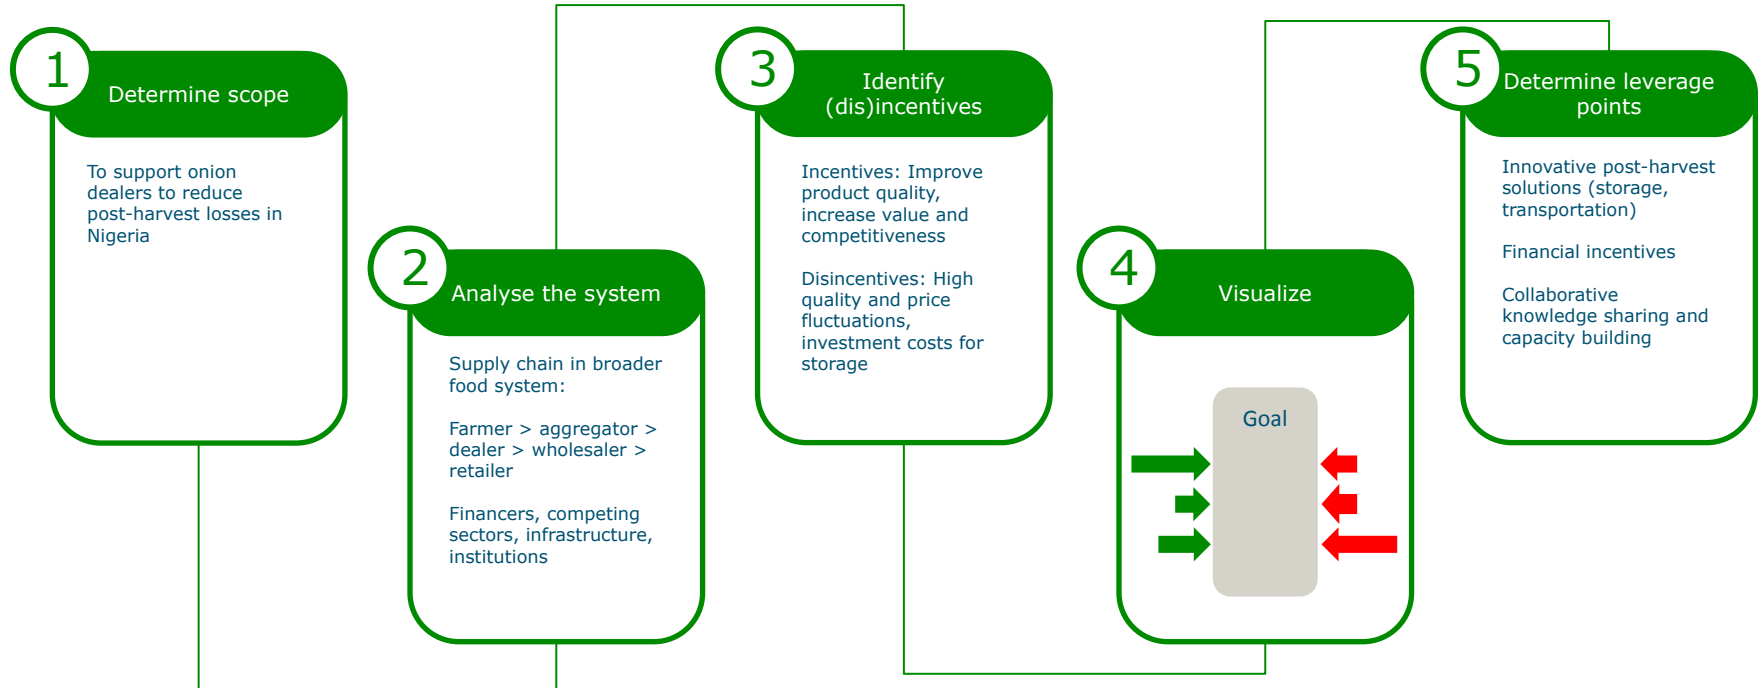 1
Determine scope
To support onion
dealers to reduce
post-harvest losses in
Nigeria
2
Analyse the system
Supply chain in broader
food system:
Farmer > aggregator >
dealer > wholesaler >
retailer
Financers, competing
sectors, infrastructure,
institutions
3
Identify
(dis)incentives
Incentives: Improve
product quality,
increase value and
competitiveness
Disincentives: High
quality and price
fluctuations,
investment costs for
storage
4
Visualize
Goal
5
Determine leverage
points
Innovative post-harvest
solutions (storage,
transportation)
Financial incentives
Collaborative
knowledge sharing and
capacity building